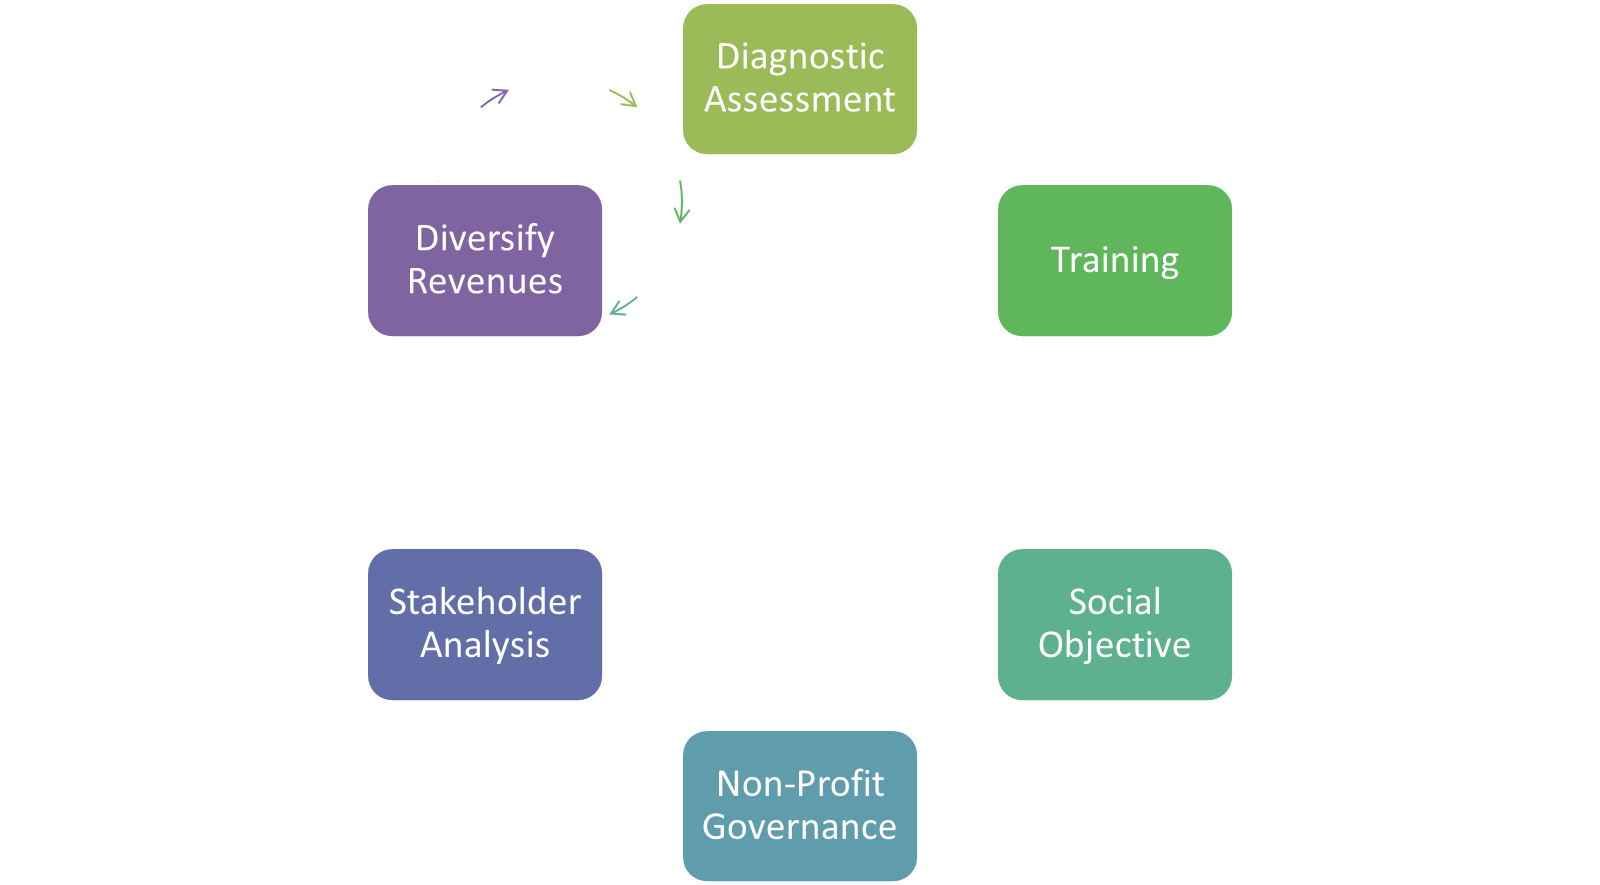 Diagnostic
Assessment
Training
Social
Objective
Non-Profit
Governance
Stakeholder
Analysis
Diversify
Revenues